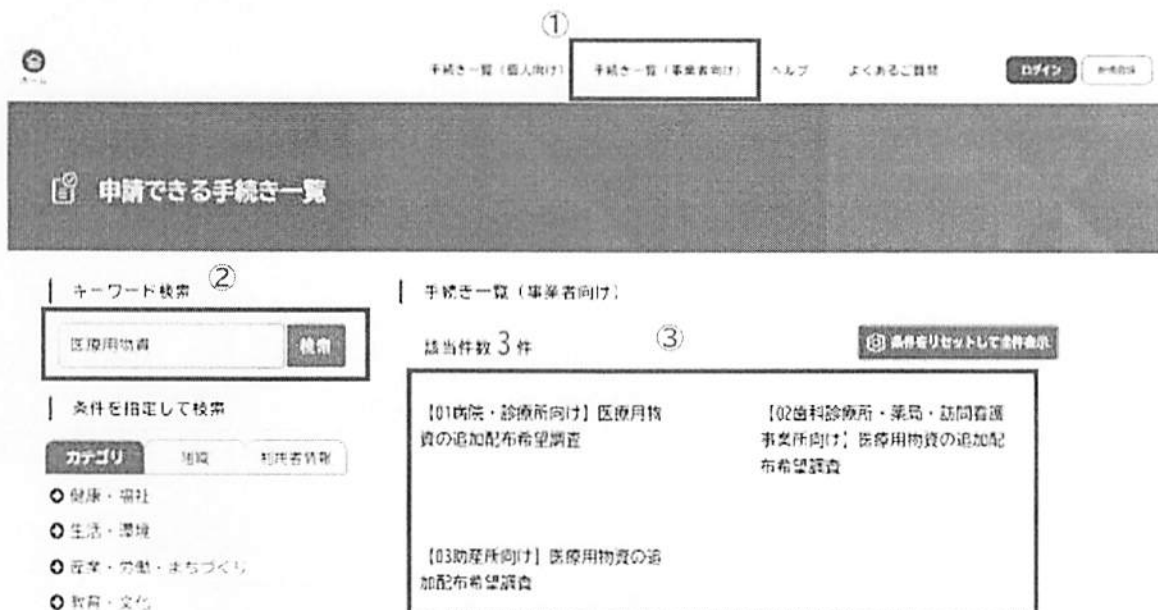 ①
ホーム
手続き一覧（個人向け）
手続き一覧（事業者向け）
ヘルプ
よくあるご質問
ログイン
新規登録
申請できる手続き一覧
キーワード検索
②
医療用物資
検索
条件を指定して検索
カテゴリ
組織
利用者情報
健康・福祉
生活・環境
産業・労働・まちづくり
教育・文化
手続き一覧（事業者向け）
該当件数 3 件
③
条件をリセットして全件表示
【01病院・診療所向け】医療用物
資の追加配布希望調査
【02歯科診療所・薬局・訪問看護
事業所向け】医療用物資の追加配
布希望調査
【03助産所向け】医療用物資の追
加配布希望調査